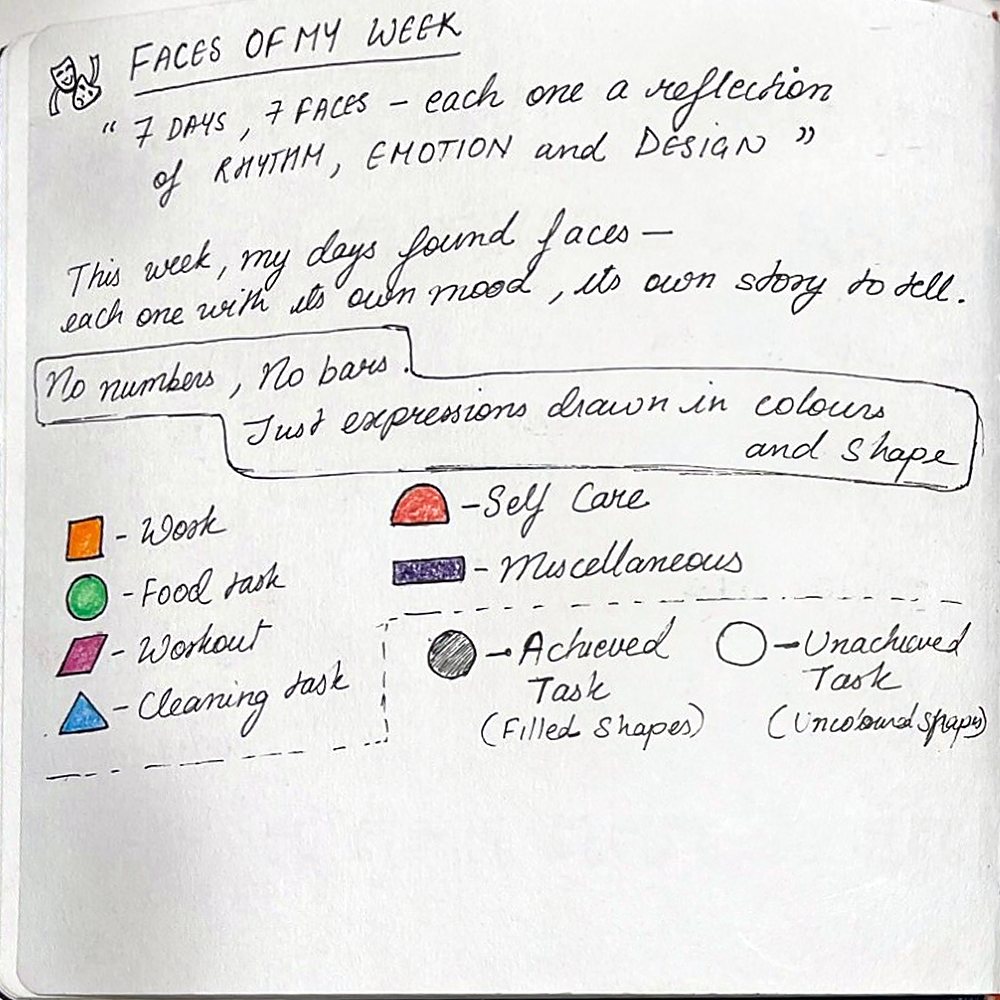 FACES OF MY WEEK
" 7 DAYS, 7 FACES – each one a reflection
of RHYTHM, EMOTION and DESIGN "
This week, my days found faces —
each one with its own mood, its own story to tell.
No numbers, No bars.
Just expressions drawn in colours
and shape
- Work
- Food task
- Workout
- Cleaning task
- Self Care
- Miscellaneous
- Achieved
Task
(Filled Shapes)
- Unachieved
Task
(Uncoloured Shapes)